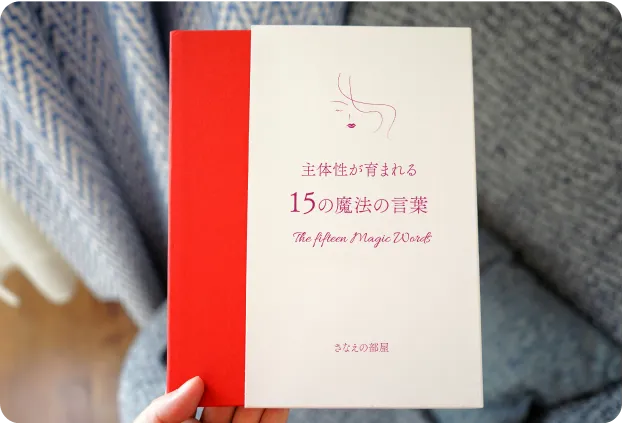 主体性が育まれる
15の魔法の言葉
The fifteen Magic Words
さなえの部屋